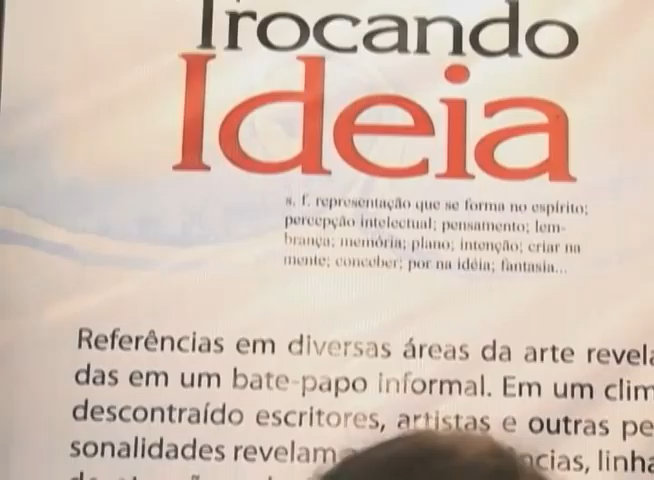 Trocando
Ideia
s. f. representação que se forma no espírito;
percepção intelectual; pensamento; lem-
brança; memória; plano; intenção; criar na
mente; conceber; por na idéia; fantasia...
Referências em diversas áreas da arte revela
das em um bate-papo informal. Em um clim
descontraído escritores, artistas e outras pe
sonalidades revelam ncias, linha